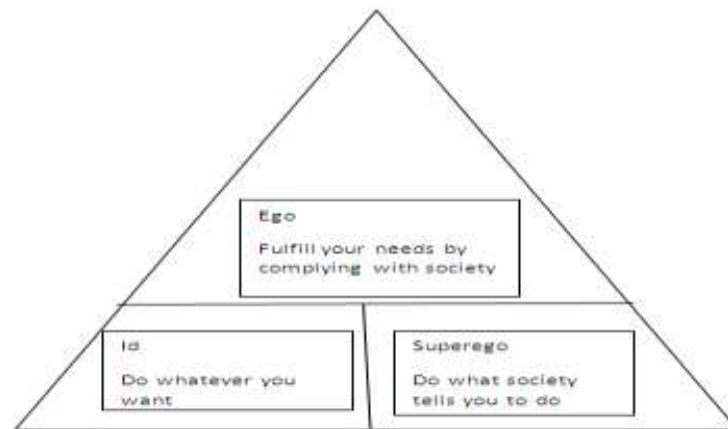 Ego
Fulfill your needs by
complying with society
Id
Do whatever you
want
Superego
Do what society
tells you to do